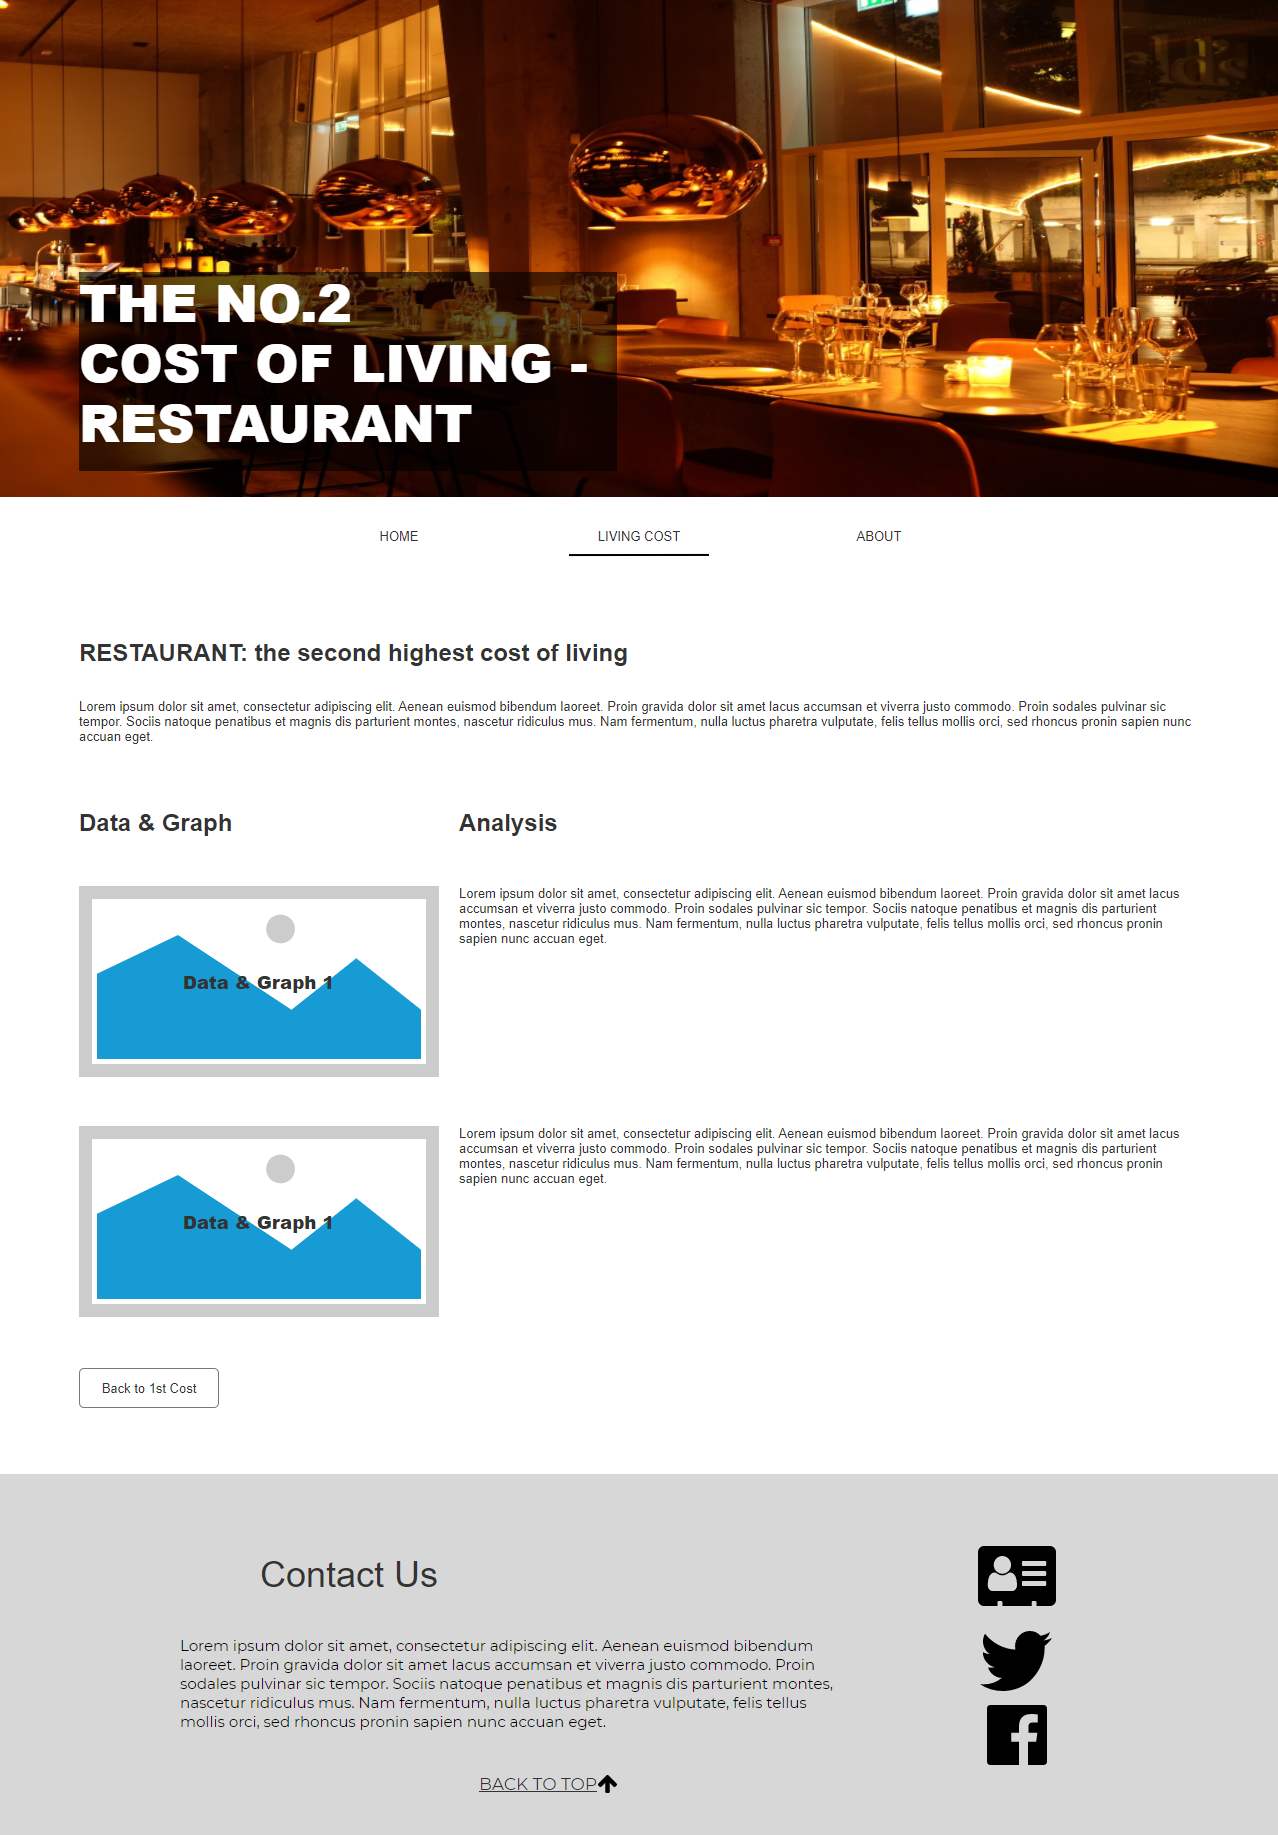 THE NO.2
COST OF LIVING -
RESTAURANT
HOME
LIVING COST
ABOUT
RESTAURANT: the second highest cost of living
Lorem ipsum dolor sit amet, consectetur adipiscing elit. Aenean euismod bibendum laoreet. Proin gravida dolor sit amet lacus accumsan et viverra justo commodo. Proin sodales pulvinar sic
tempor. Sociis natoque penatibus et magnis dis parturient montes, nascetur ridiculus mus. Nam fermentum, nulla luctus pharetra vulputate, felis tellus mollis orci, sed rhoncus pronin sapien nunc
accuan eget.
Data & Graph
Analysis
Data & Graph 1
Lorem ipsum dolor sit amet, consectetur adipiscing elit. Aenean euismod bibendum laoreet. Proin gravida dolor sit amet lacus
accumsan et viverra justo commodo. Proin sodales pulvinar sic tempor. Sociis natoque penatibus et magnis dis parturient
montes, nascetur ridiculus mus. Nam fermentum, nulla luctus pharetra vulputate, felis tellus mollis orci, sed rhoncus pronin
sapien nunc accuan eget.
Data & Graph 1
Lorem ipsum dolor sit amet, consectetur adipiscing elit. Aenean euismod bibendum laoreet. Proin gravida dolor sit amet lacus
accumsan et viverra justo commodo. Proin sodales pulvinar sic tempor. Sociis natoque penatibus et magnis dis parturient
montes, nascetur ridiculus mus. Nam fermentum, nulla luctus pharetra vulputate, felis tellus mollis orci, sed rhoncus pronin
sapien nunc accuan eget.
Back to 1st Cost
Contact Us
Lorem ipsum dolor sit amet, consectetur adipiscing elit. Aenean euismod bibendum
laoreet. Proin gravida dolor sit amet lacus accumsan et viverra justo commodo. Proin
sodales pulvinar sic tempor. Sociis natoque penatibus et magnis dis parturient montes,
nascetur ridiculus mus. Nam fermentum, nulla luctus pharetra vulputate, felis tellus
mollis orci, sed rhoncus pronin sapien nunc accuan eget.
BACK TO TOP